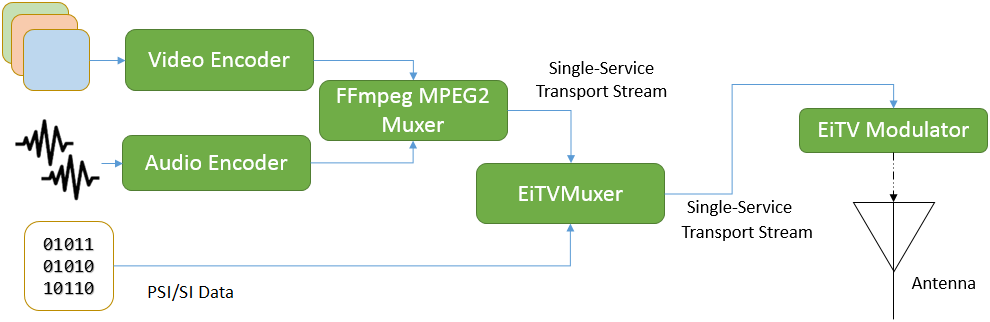 Video Encoder
FFmpeg MPEG2
Muxer
Audio Encoder
Single-Service
Transport Stream
EiTV Modulator
EiTVMuxer
Single-Service
Transport Stream
01011
01010
10110
PSI/SI Data
Antenna